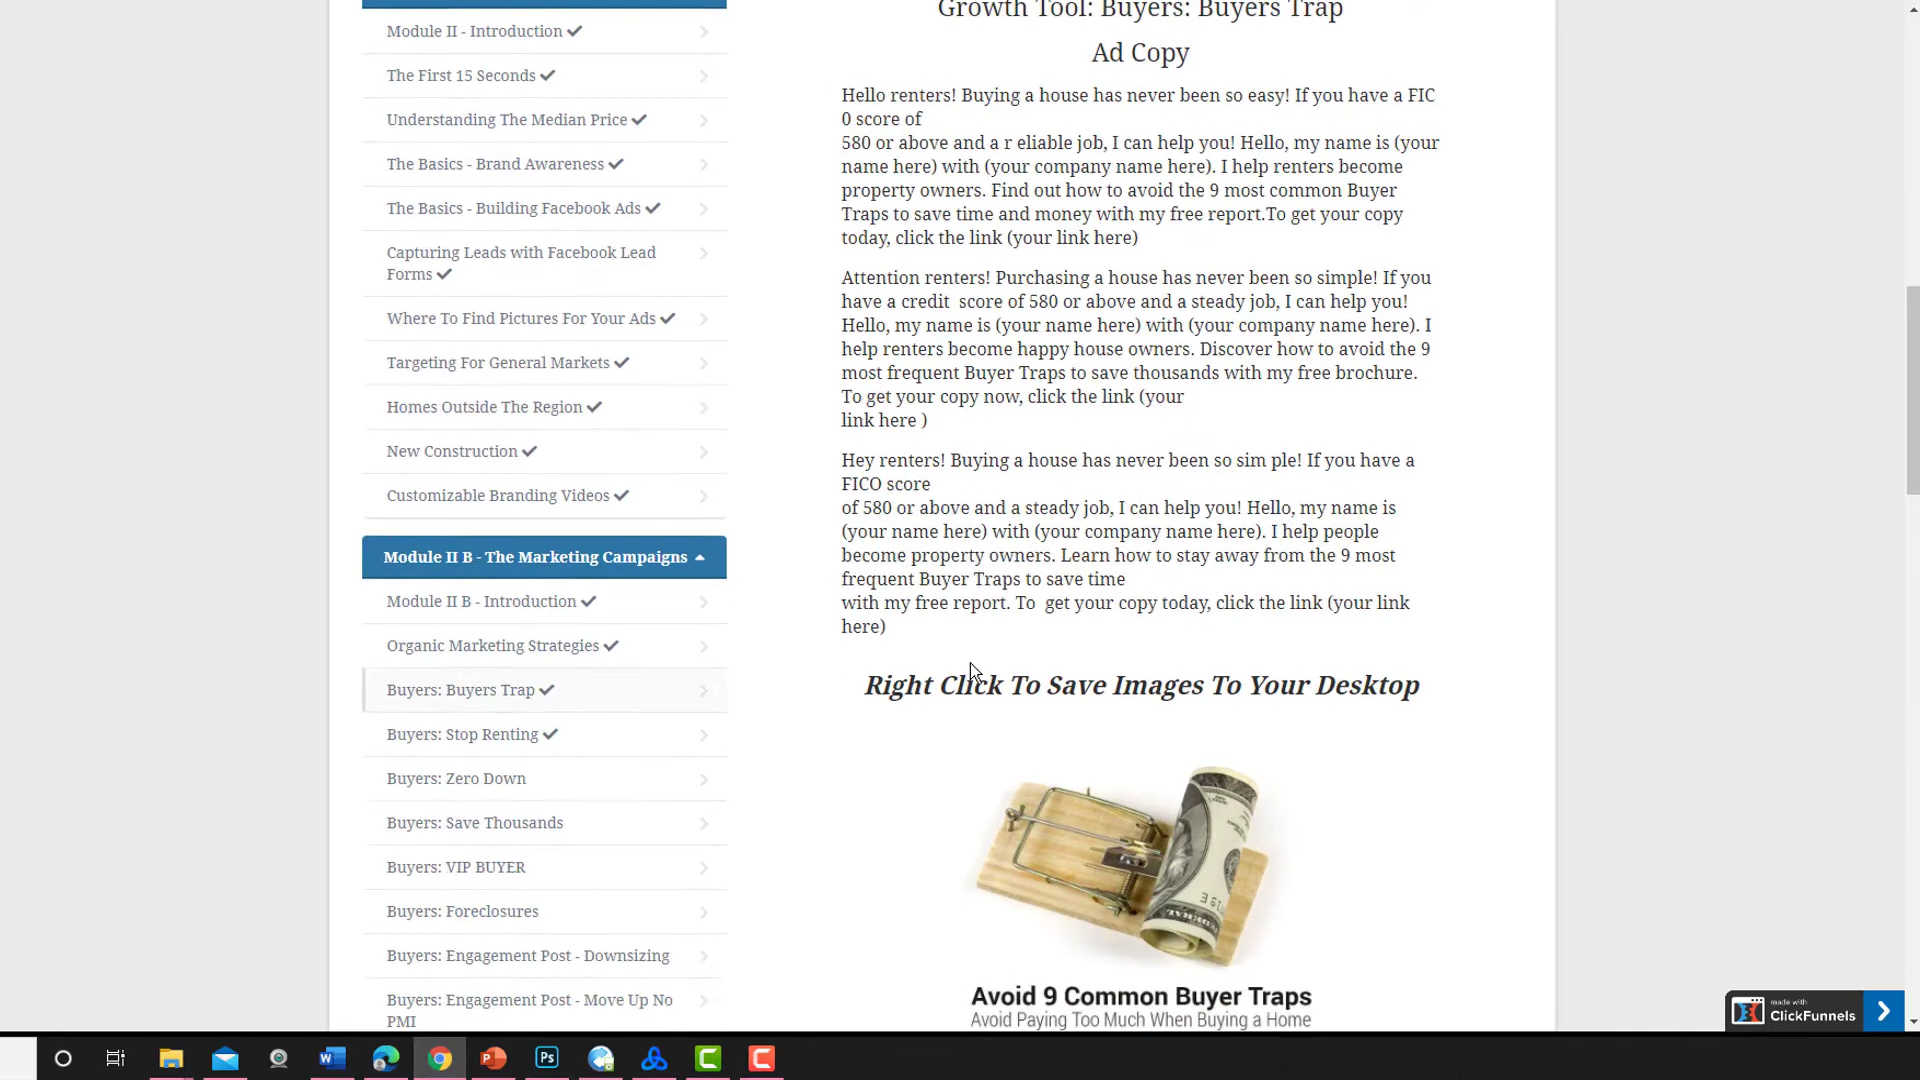 Module II - Introduction
The First 15 Seconds
Understanding The Median Price
The Basics - Brand Awareness
The Basics - Building Facebook Ads
Capturing Leads with Facebook Lead
Forms
Where To Find Pictures For Your Ads
Targeting For General Markets
Homes Outside The Region
New Construction
Customizable Branding Videos
Module II B - The Marketing Campaigns
Module II B - Introduction
Organic Marketing Strategies
Buyers: Buyers Trap
Buyers: Stop Renting
Buyers: Zero Down
Buyers: Save Thousands
Buyers: VIP BUYER
Buyers: Foreclosures
Buyers: Engagement Post - Downsizing
Buyers: Engagement Post - Move Up No
PMI
Growth Tool: Buyers: Buyers Trap
Ad Copy
Hello renters! Buying a house has never been so easy! If you have a FIC
0 score of
580 or above and a r eliable job, I can help you! Hello, my name is (your
name here) with (your company name here). I help renters become
property owners. Find out how to avoid the 9 most common Buyer
Traps to save time and money with my free report.To get your copy
today, click the link (your link here)
Attention renters! Purchasing a house has never been so simple! If you
have a credit  score of 580 or above and a steady job, I can help you!
Hello, my name is (your name here) with (your company name here). I
help renters become happy house owners. Discover how to avoid the 9
most frequent Buyer Traps to save thousands with my free brochure.
To get your copy now, click the link (your
link here )
Hey renters! Buying a house has never been so sim ple! If you have a
FICO score
of 580 or above and a steady job, I can help you! Hello, my name is
(your name here) with (your company name here). I help people
become property owners. Learn how to stay away from the 9 most
frequent Buyer Traps to save time
with my free report. To  get your copy today, click the link (your link
here)
Right Click To Save Images To Your Desktop
Avoid 9 Common Buyer Traps
Avoid Paying Too Much When Buying a Home
made with
ClickFunnels